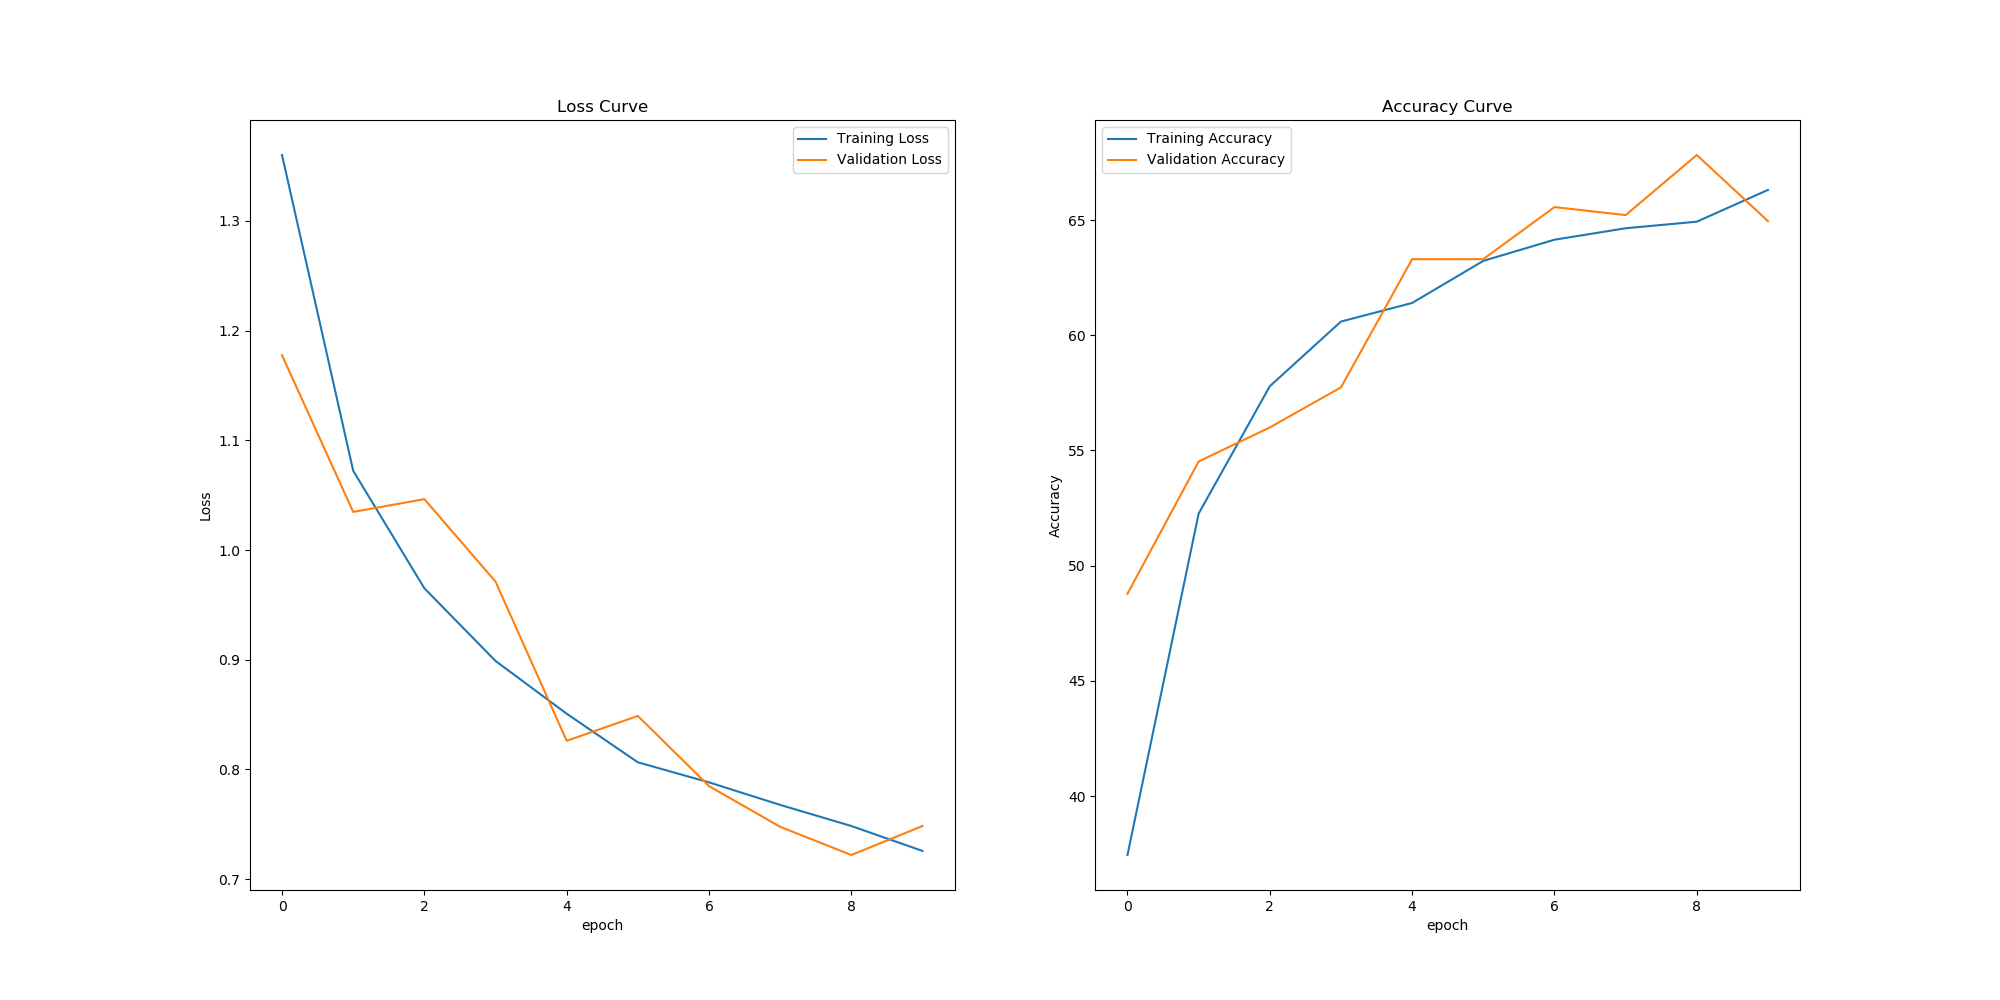 Loss Curve
Training Loss
Validation Loss
1.3
1.2
1.1
1.0
0.9
0.8
0.7
Loss
0 2 4 6 8
epoch
Accuracy Curve
Training Accuracy
Validation Accuracy
65
60
55
50
45
40
Accuracy
0 2 4 6 8
epoch